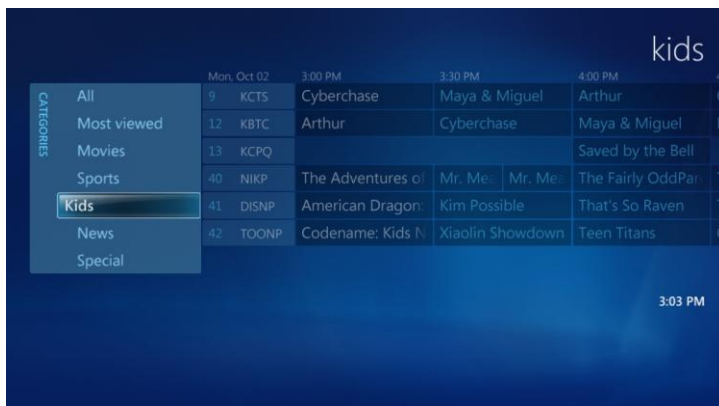 kids
Mon, Oct 02 3:00 PM 3:30 PM 4:00 PM
CATEGORIES
All
Most viewed
Movies
Sports
Kids
News
Special
9 KCTS Cyberchase Maya & Miguel Arthur
12 KBTC Arthur Cyberchase Maya & Miguel
13 KCPQ Saved by the Bell
40 NIKP The Adventures of Mr. Mea Mr. Mea The Fairly OddPar
41 DISNP American Dragon: Kim Possible That's So Raven
42 TOONP Codename: Kids N Xiaolin Showdown Teen Titans
3:03 PM